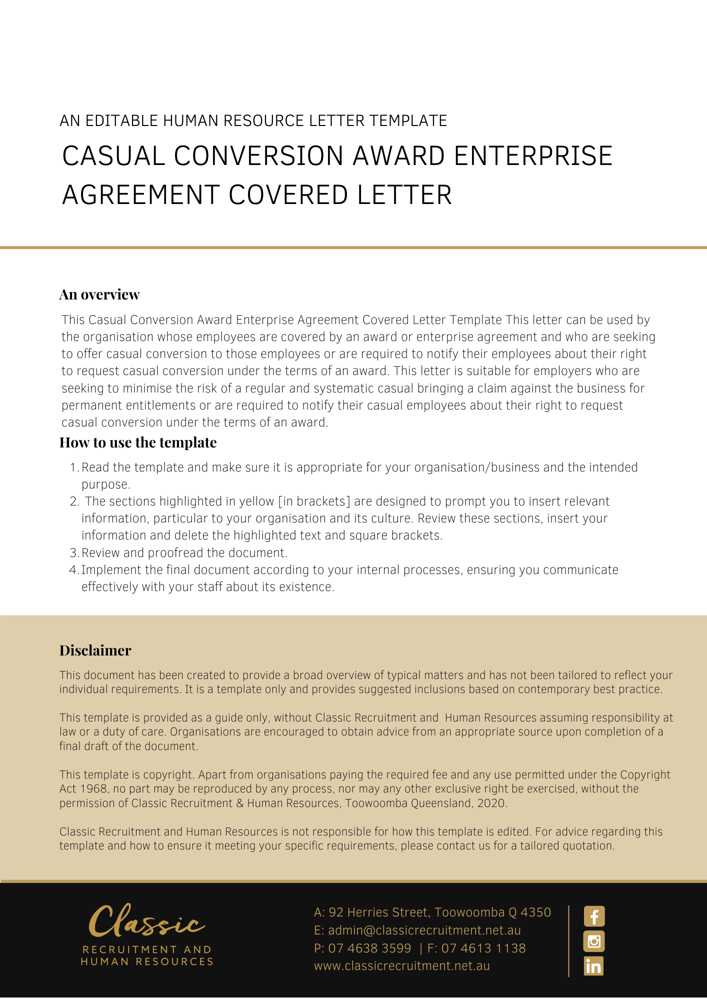 AN EDITABLE HUMAN RESOURCE LETTER TEMPLATE
CASUAL CONVERSION AWARD ENTERPRISE
AGREEMENT COVERED LETTER
An overview
This Casual Conversion Award Enterprise Agreement Covered Letter Template This letter can be used by
the organisation whose employees are covered by an award or enterprise agreement and who are seeking
to offer casual conversion to those employees or are required to notify their employees about their right
to request casual conversion under the terms of an award. This letter is suitable for employers who are
seeking to minimise the risk of a regular and systematic casual bringing a claim against the business for
permanent entitlements or are required to notify their casual employees about their right to request
casual conversion under the terms of an award.
How to use the template
1. Read the template and make sure it is appropriate for your organisation/business and the intended
purpose.
2. The sections highlighted in yellow [in brackets] are designed to prompt you to insert relevant
information, particular to your organisation and its culture. Review these sections, insert your
information and delete the highlighted text and square brackets.
3. Review and proofread the document.
4. Implement the final document according to your internal processes, ensuring you communicate
effectively with your staff about its existence.
Disclaimer
This document has been created to provide a broad overview of typical matters and has not been tailored to reflect your
individual requirements. It is a template only and provides suggested inclusions based on contemporary best practice.
This template is provided as a guide only, without Classic Recruitment and Human Resources assuming responsibility at
law or a duty of care. Organisations are encouraged to obtain advice from an appropriate source upon completion of a
final draft of the document.
This template is copyright. Apart from organisations paying the required fee and any use permitted under the Copyright
Act 1968, no part may be reproduced by any process, nor may any other exclusive right be exercised, without the
permission of Classic Recruitment & Human Resources, Toowoomba Queensland, 2020.
Classic Recruitment and Human Resources is not responsible for how this template is edited. For advice regarding this
template and how to ensure it meeting your specific requirements, please contact us for a tailored quotation.
Classic
RECRUITMENT AND
HUMAN RESOURCES
A: 92 Herries Street, Toowoomba Q 4350
E: admin@classicrecruitment.net.au
P: 07 4638 3599 | F: 07 4613 1138
www.classicrecruitment.net.au